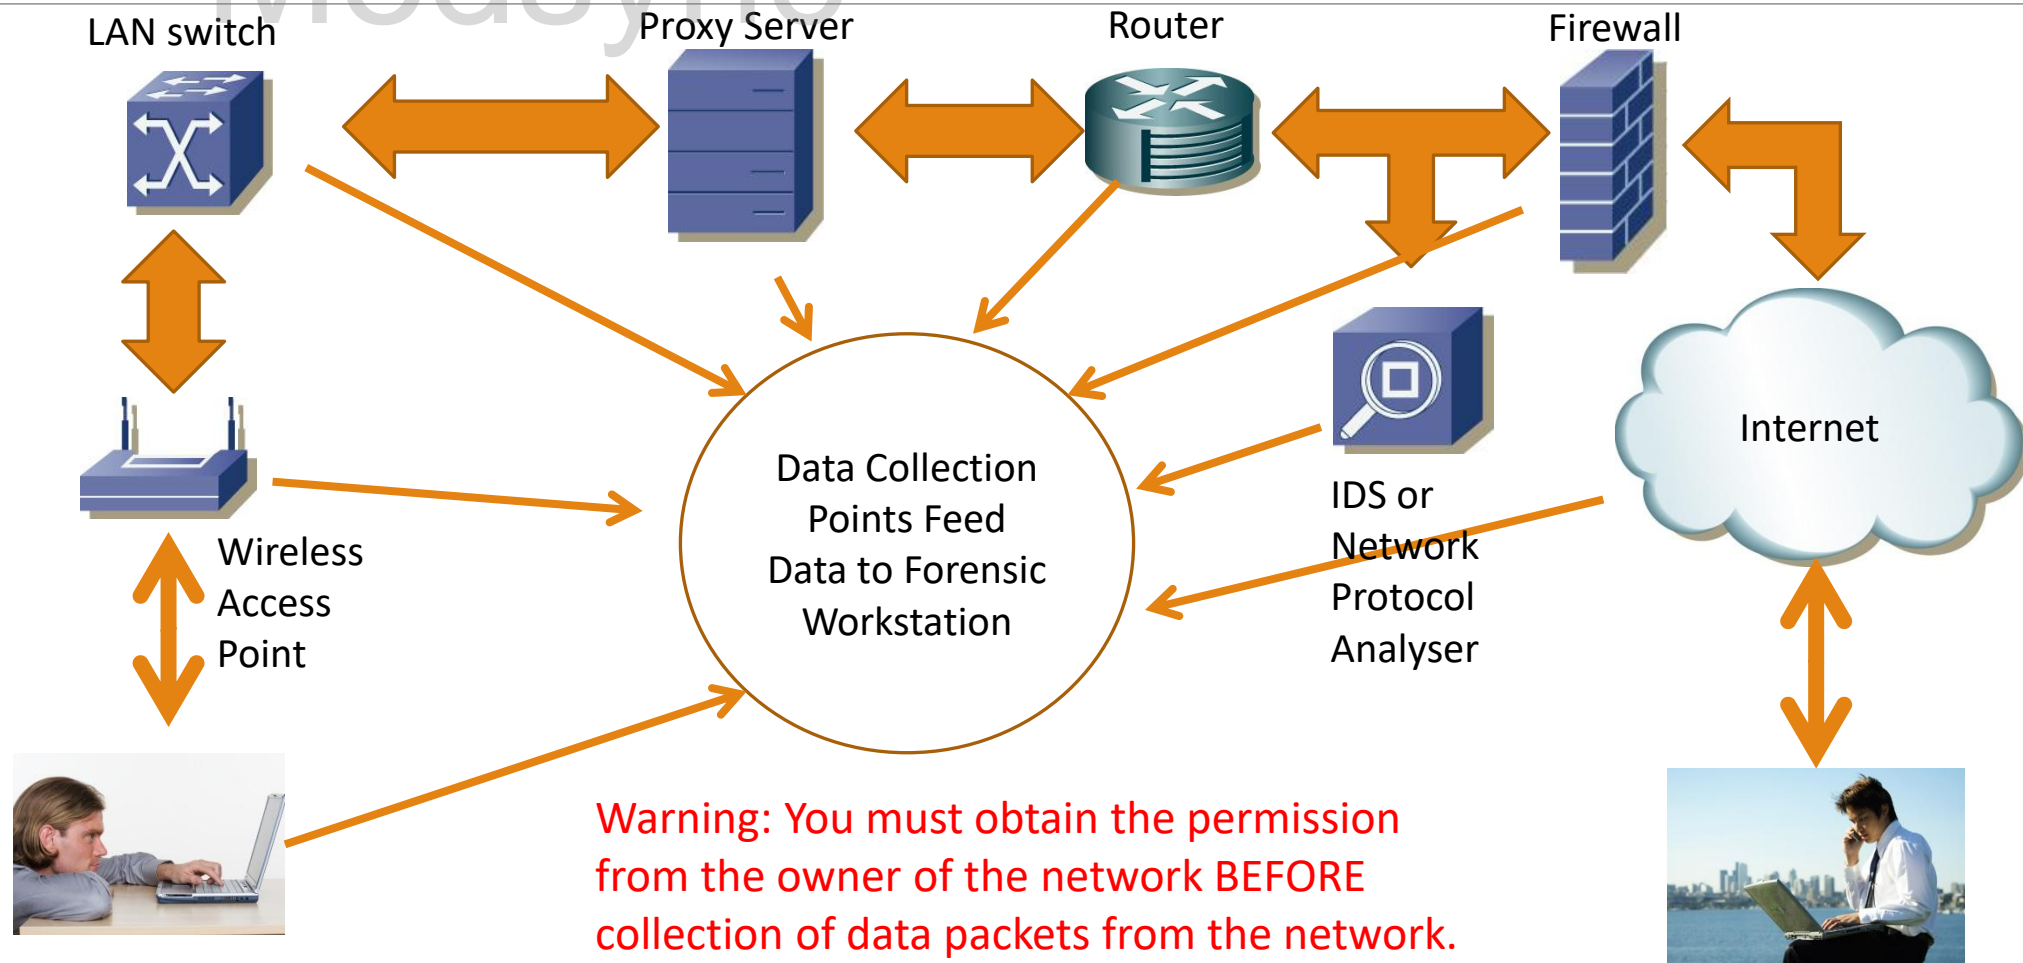 LAN switch
Proxy Server
Router
Firewall
Internet
Data Collection
Points Feed
Data to Forensic
Workstation
IDS or
Network
Protocol
Analyser
Wireless
Access
Point
Warning: You must obtain the permission
from the owner of the network BEFORE
collection of data packets from the network.